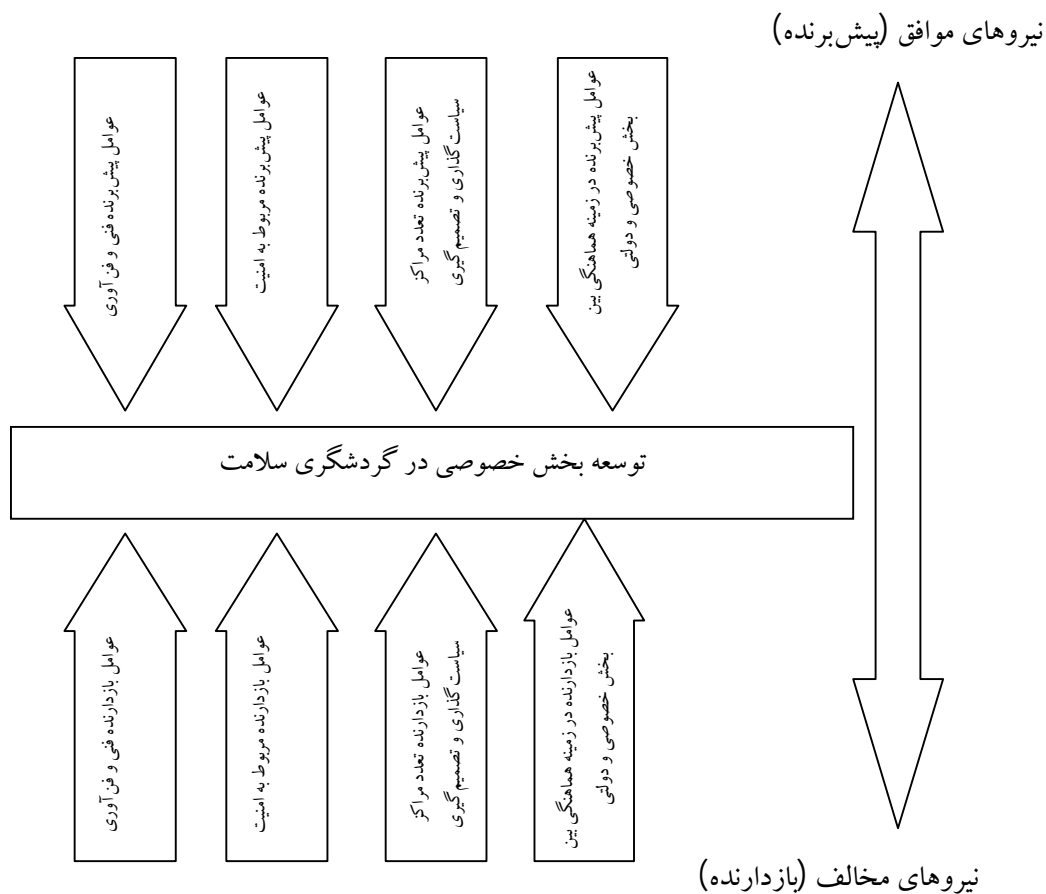 نیروهای موافق (پیش‌برنده)
عوامل پیش‌برنده در زمینه هماهنگی بین
بخش خصوصی و دولتی
عوامل پیش‌برنده تعدد مراکز
سیاست گذاری و تصمیم گیری
عوامل پیش‌برنده مربوط به امنیت
عوامل پیش‌برنده فنی و فن آوری
توسعه بخش خصوصی در گردشگری سلامت
عوامل بازدارنده در زمینه هماهنگی بین
بخش خصوصی و دولتی
عوامل بازدارنده تعدد مراکز
سیاست گذاری و تصمیم گیری
عوامل بازدارنده مربوط به امنیت
عوامل بازدارنده فنی و فن آوری
نیروهای مخالف (بازدارنده)